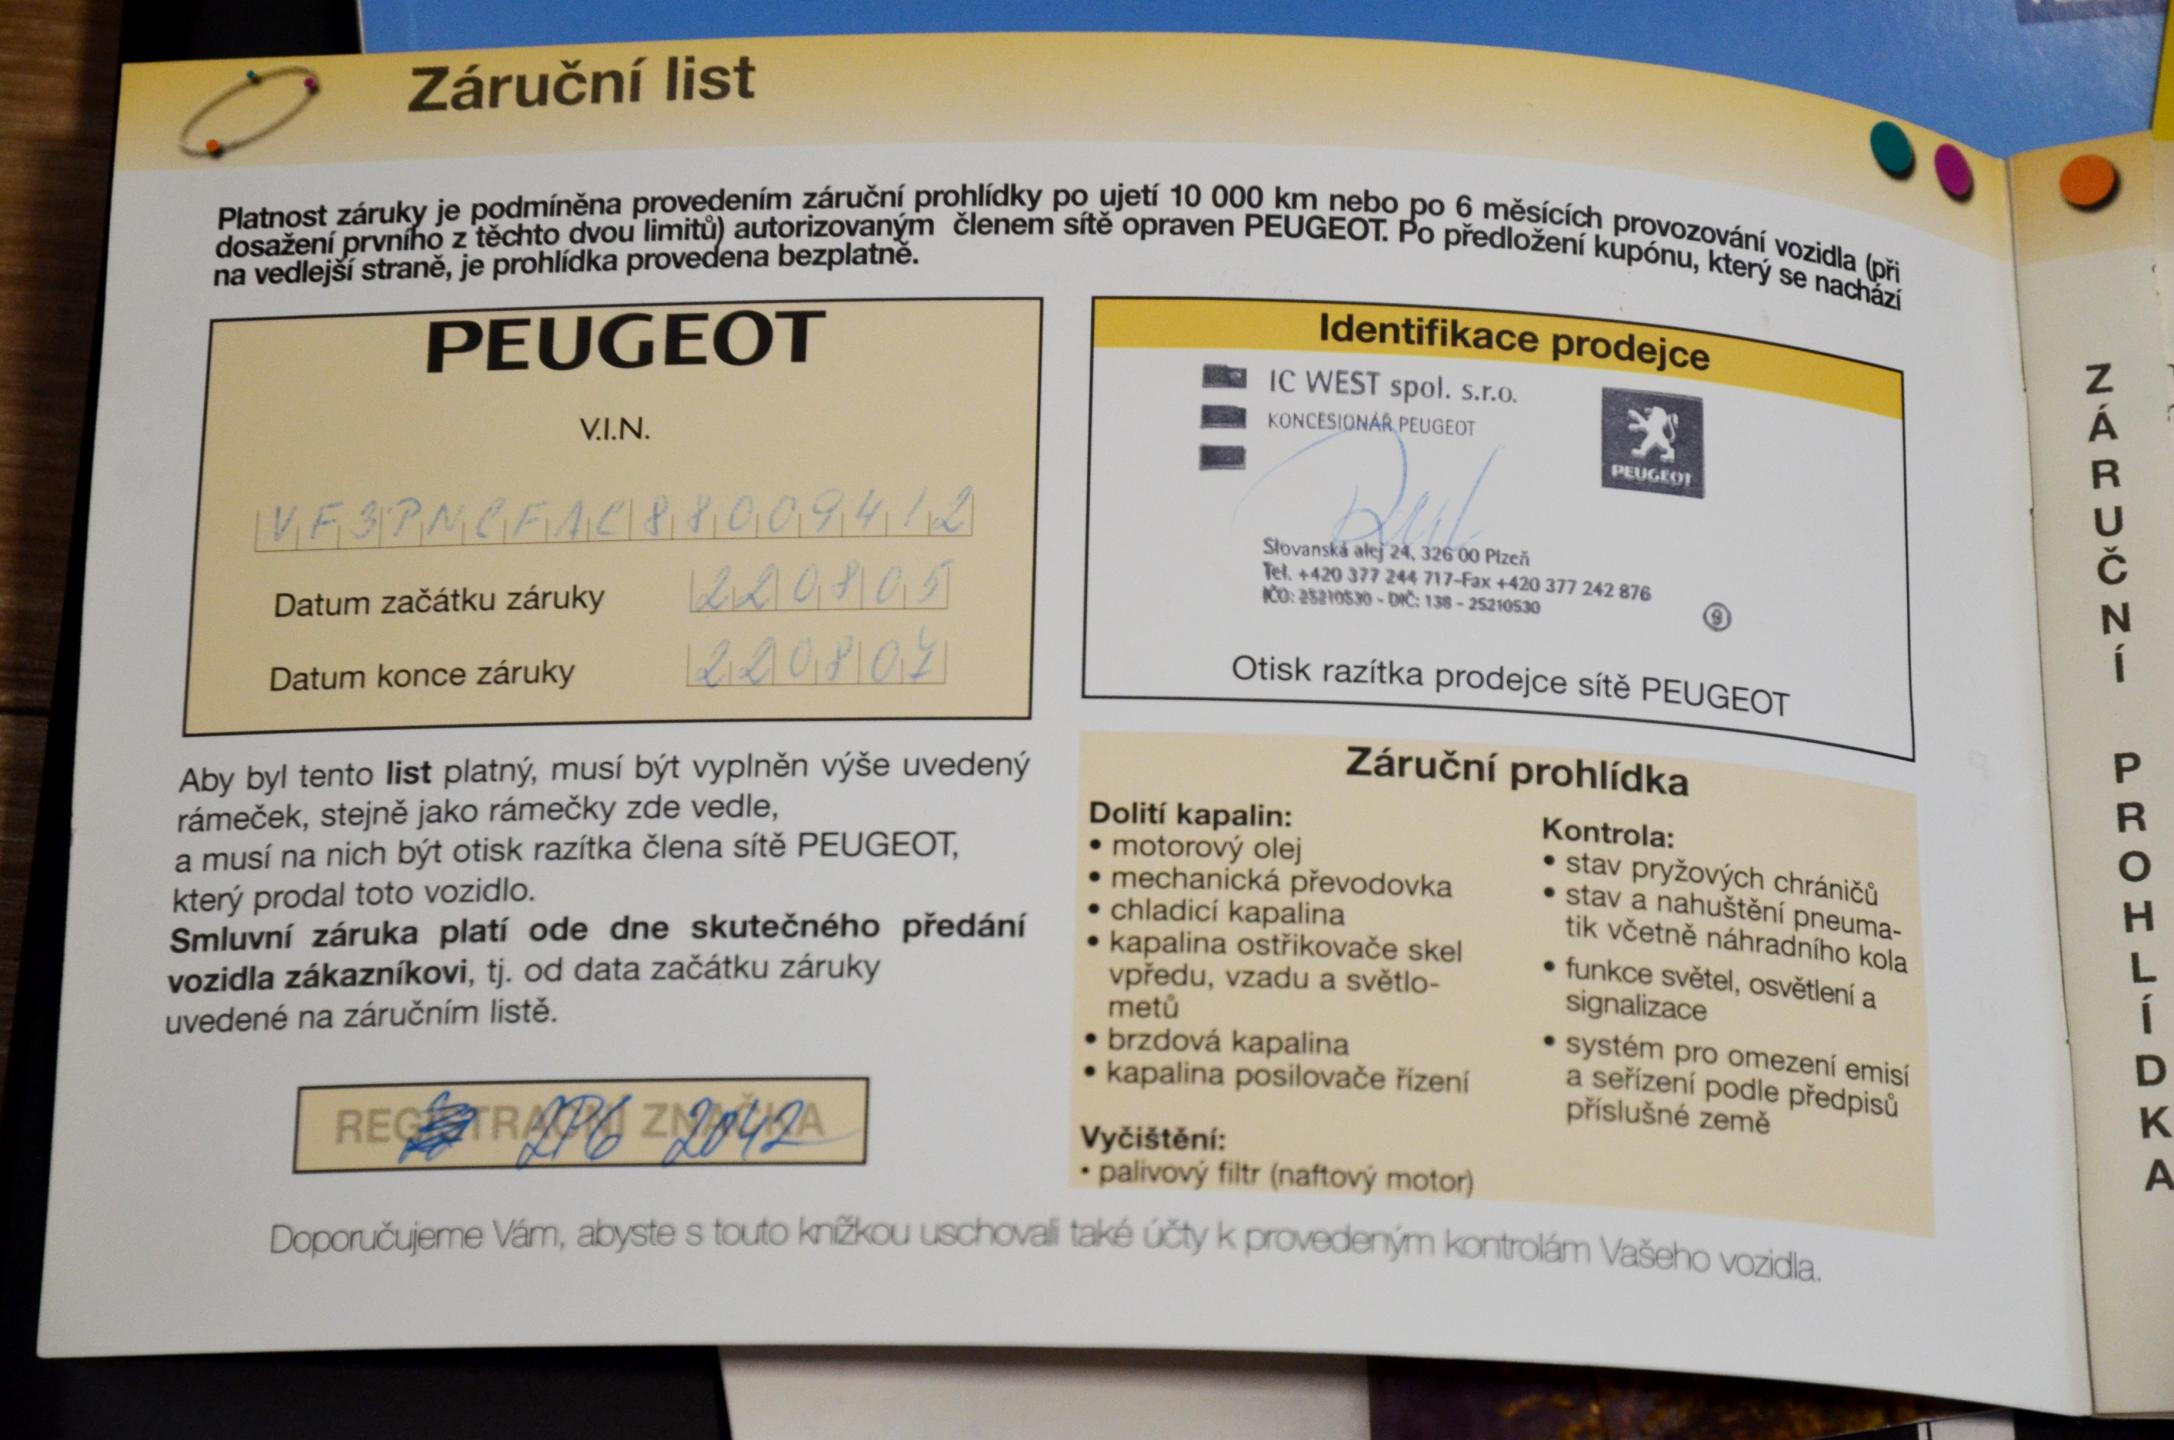 Záruční list
Platnost záruky je podmíněna provedením záruční prohlídky po ujetí 10 000 km nebo po 6 měsících provozování vozidla (při
dosažení prvního z těchto dvou limitů) autorizovaným členem sítě opraven PEUGEOT. Po předložení kupónu, který se nachází
na vedlejší straně, je prohlídka provedena bezplatně.
PEUGEOT
V.I.N.
VF3PNCFAC88009412
Datum začátku záruky 220805
Datum konce záruky 220807
Aby byl tento list platný, musí být vyplněn výše uvedený
rámeček, stejně jako rámečky zde vedle,
a musí na nich být otisk razítka člena sítě PEUGEOT,
který prodal toto vozidlo.
Smluvní záruka platí ode dne skutečného předání
vozidla zákazníkovi, tj. od data začátku záruky
uvedené na záručním listě.
REGISTRAČNÍ ZNAČKA
2P6 2042
Identifikace prodejce
IC WEST spol. s.r.o.
KONCESIONÁŘ PEUGEOT
PEUGEOT
Slovanská alej 24, 326 00 Plzeň
Tel. +420 377 244 717-Fax +420 377 242 876
IČO: 25210530 - DIČ: 138 - 25210530
9
Otisk razítka prodejce sítě PEUGEOT
Záruční prohlídka
Dolití kapalin:
• motorový olej
• mechanická převodovka
• chladicí kapalina
• kapalina ostřikovače skel
vpředu, vzadu a světlo-
metů
• brzdová kapalina
• kapalina posilovače řízení
Vyčištění:
• palivový filtr (naftový motor)
Kontrola:
• stav pryžových chráničů
• stav a nahuštění pneuma-
tik včetně náhradního kola
• funkce světel, osvětlení a
signalizace
• systém pro omezení emisí
a seřízení podle předpisů
příslušné země
Doporučujeme Vám, abyste s touto knížkou uschovali také účty k provedeným kontrolám Vašeho vozidla.
ZÁRUČNÍ PROHLÍDKA